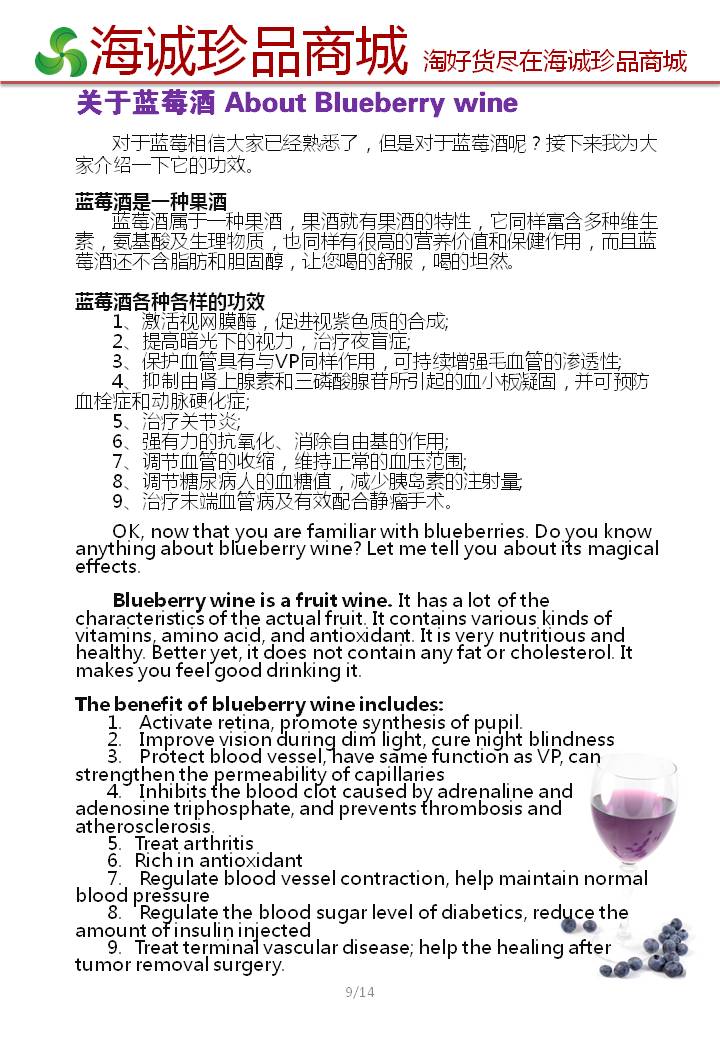 海诚珍品商城 淘好货尽在海诚珍品商城
关于蓝莓酒 About Blueberry wine
对于蓝莓相信大家已经熟悉了，但是对于蓝莓酒呢？接下来我为大
家介绍一下它的功效。
蓝莓酒是一种果酒
蓝莓酒属于一种果酒，果酒就有果酒的特性，它同样富含多种维生
素，氨基酸及生理物质，也同样有很高的营养价值和保健作用，而且蓝
莓酒还不含脂肪和胆固醇，让您喝的舒服，喝的坦然。
蓝莓酒各种各样的功效
1、激活视网膜酶，促进视紫色质的合成;
2、提高暗光下的视力，治疗夜盲症;
3、保护血管具有与VP同样作用，可持续增强毛血管的渗透性;
4、抑制由肾上腺素和三磷酸腺苷所引起的血小板凝固，并可预防
血栓症和动脉硬化症;
5、治疗关节炎;
6、强有力的抗氧化、消除自由基的作用;
7、调节血管的收缩，维持正常的血压范围;
8、调节糖尿病人的血糖值，减少胰岛素的注射量;
9、治疗末端血管病及有效配合静瘤手术。
OK, now that you are familiar with blueberries. Do you know
anything about blueberry wine? Let me tell you about its magical
effects.
Blueberry wine is a fruit wine. It has a lot of the
characteristics of the actual fruit. It contains various kinds of
vitamins, amino acid, and antioxidant. It is very nutritious and
healthy. Better yet, it does not contain any fat or cholesterol. It
makes you feel good drinking it.
The benefit of blueberry wine includes:
1. Activate retina, promote synthesis of pupil.
2. Improve vision during dim light, cure night blindness
3. Protect blood vessel, have same function as VP, can
strengthen the permeability of capillaries
4. Inhibits the blood clot caused by adrenaline and
adenosine triphosphate, and prevents thrombosis and
atherosclerosis.
5. Treat arthritis
6. Rich in antioxidant
7. Regulate blood vessel contraction, help maintain normal
blood pressure
8. Regulate the blood sugar level of diabetics, reduce the
amount of insulin injected
9. Treat terminal vascular disease; help the healing after
tumor removal surgery.
9/14